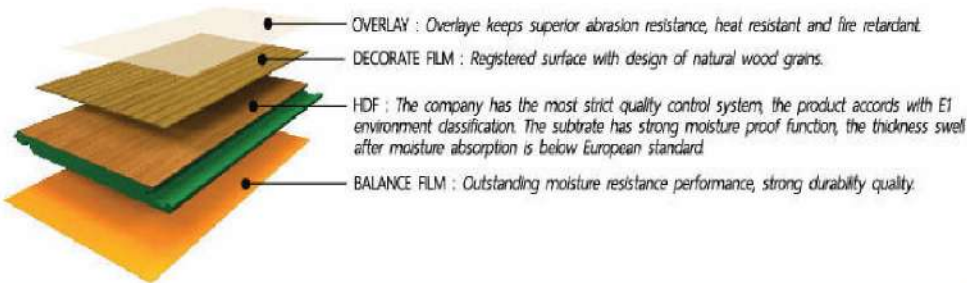 OVERLAY : Overlaye keeps superior abrasion resistance, heat resistant and fire retardant.
DECORATE FILM : Registered surface with design of natural wood grains.
HDF : The company has the most strict quality control system, the product accords with E1
environment classification. The subtrate has strong moisture proof function, the thickness swell
after moisture absorption is below European standard.
BALANCE FILM : Outstanding moisture resistance performance, strong durability quality.